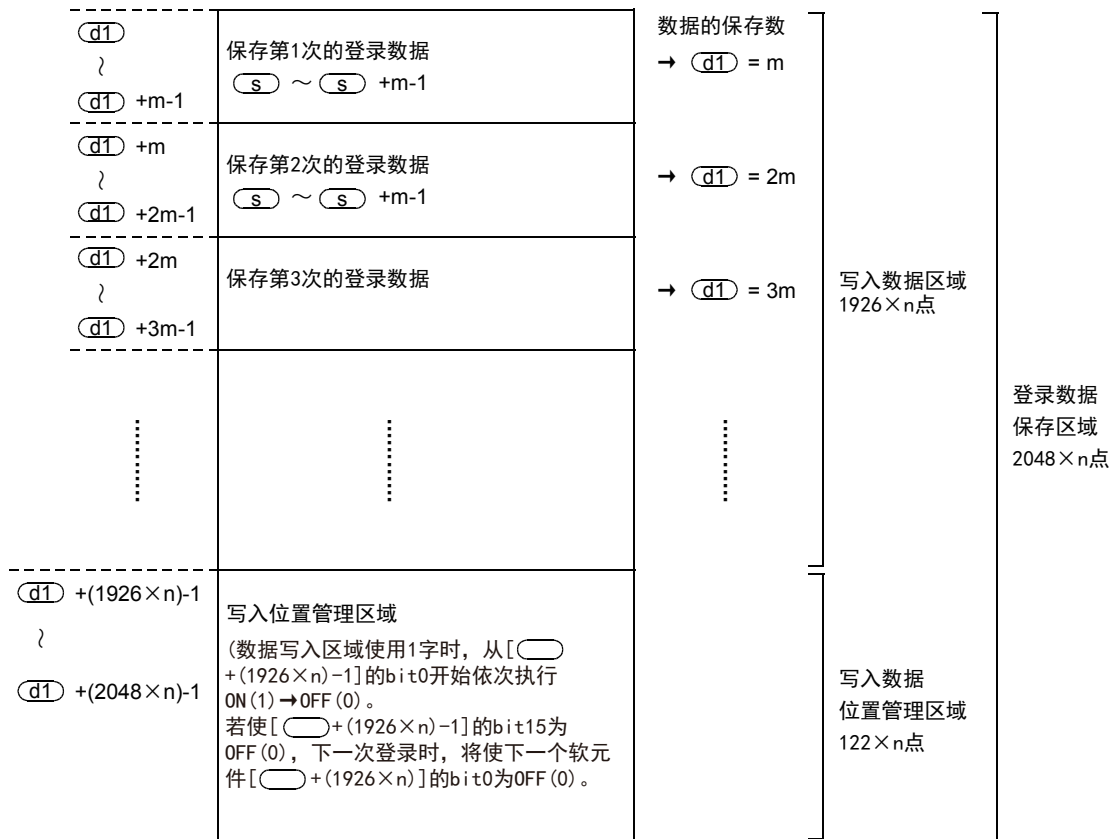 d1
～
d1 +m-1
保存第1次的登录数据
s ～ s +m-1
数据的保存数
→ d1 = m
d1 +m
～
d1 +2m-1
保存第2次的登录数据
s ～ s +m-1
→ d1 = 2m
d1 +2m
～
d1 +3m-1
保存第3次的登录数据
→ d1 = 3m
写入数据区域
1926×n点
登录数据
保存区域
2048×n点
d1 +(1926×n)-1
～
d1 +(2048×n)-1
写入位置管理区域
(数据写入区域使用1字时，从[
+(1926×n)-1]的bit0开始依次执行
ON(1)→OFF(0)。
若使[ +(1926×n)-1]的bit15为
OFF(0)，下一次登录时，将使下一个软元
件[ +(1926×n)]的bit0为OFF(0)。
写入数据
位置管理区域
122×n点